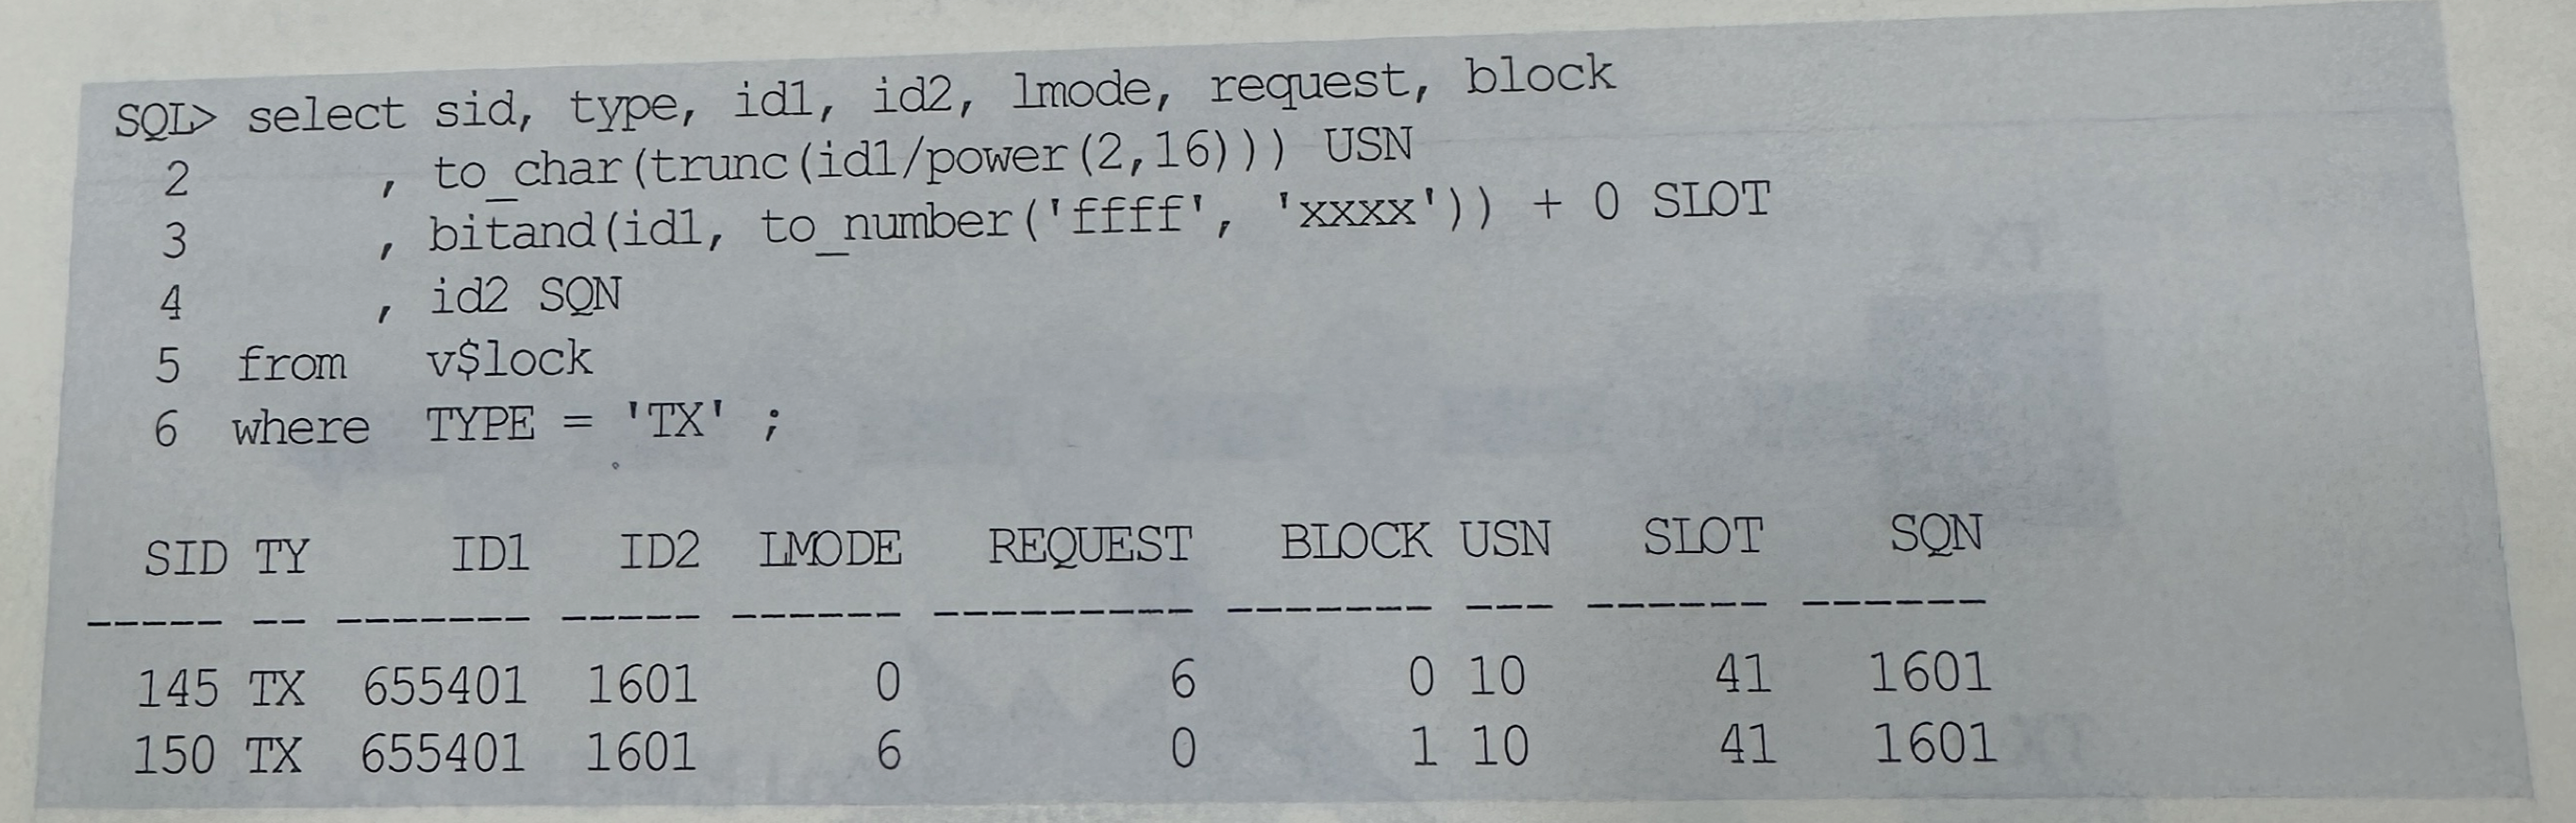 SQL> select sid, type, id1, id2, lmode, request, block
2 , to_char(trunc(id1/power(2,16))) USN
3 , bitand(id1, to_number('ffff', 'xxxx')) + 0 SLOT
4 , id2 SQN
5 from v$lock
6 where TYPE = 'TX' ;
SID TY ID1 ID2 LMODE REQUEST BLOCK USN SLOT SQN
----- -- ------- ----- ------ --------- ------- --- ------ ------
145 TX 655401 1601 0 6 0 10 41 1601
150 TX 655401 1601 6 0 1 10 41 1601